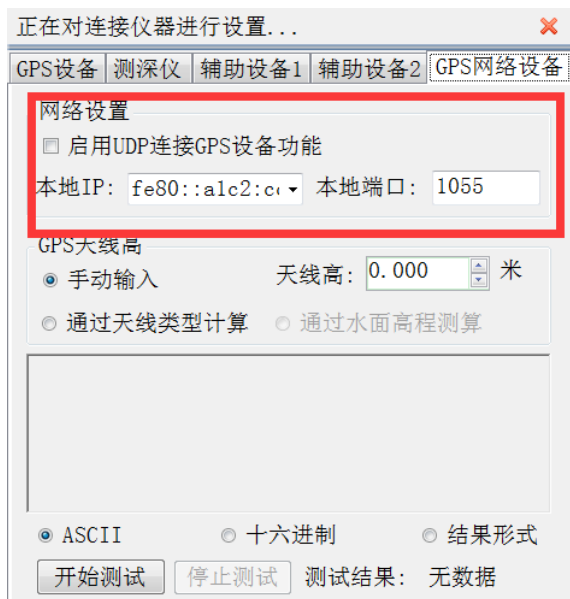 正在对连接仪器进行设置...
GPS设备 测深仪 辅助设备1 辅助设备2 GPS网络设备
网络设置
启用UDP连接GPS设备功能
本地IP: fe80::a1c2:c 本地端口: 1055
GPS天线高
手动输入 天线高: 0.000 米
通过天线类型计算 通过水面高程测算
ASCII 十六进制 结果形式
开始测试 停止测试 测试结果: 无数据